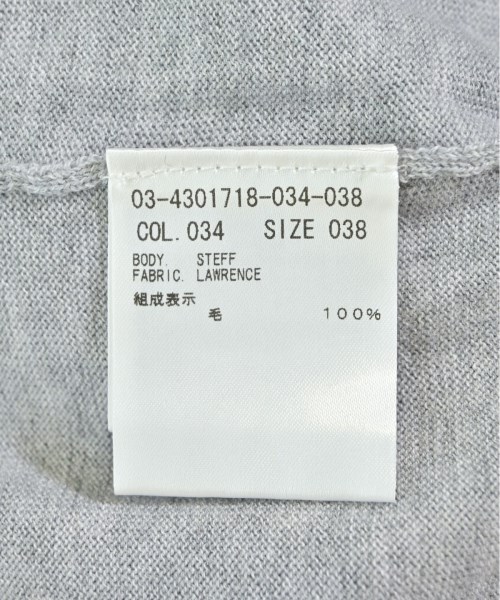 03-4301718-034-038
COL. 034 SIZE 038
BODY. STEFF
FABRIC. LAWRENCE
組成表示
毛 100%